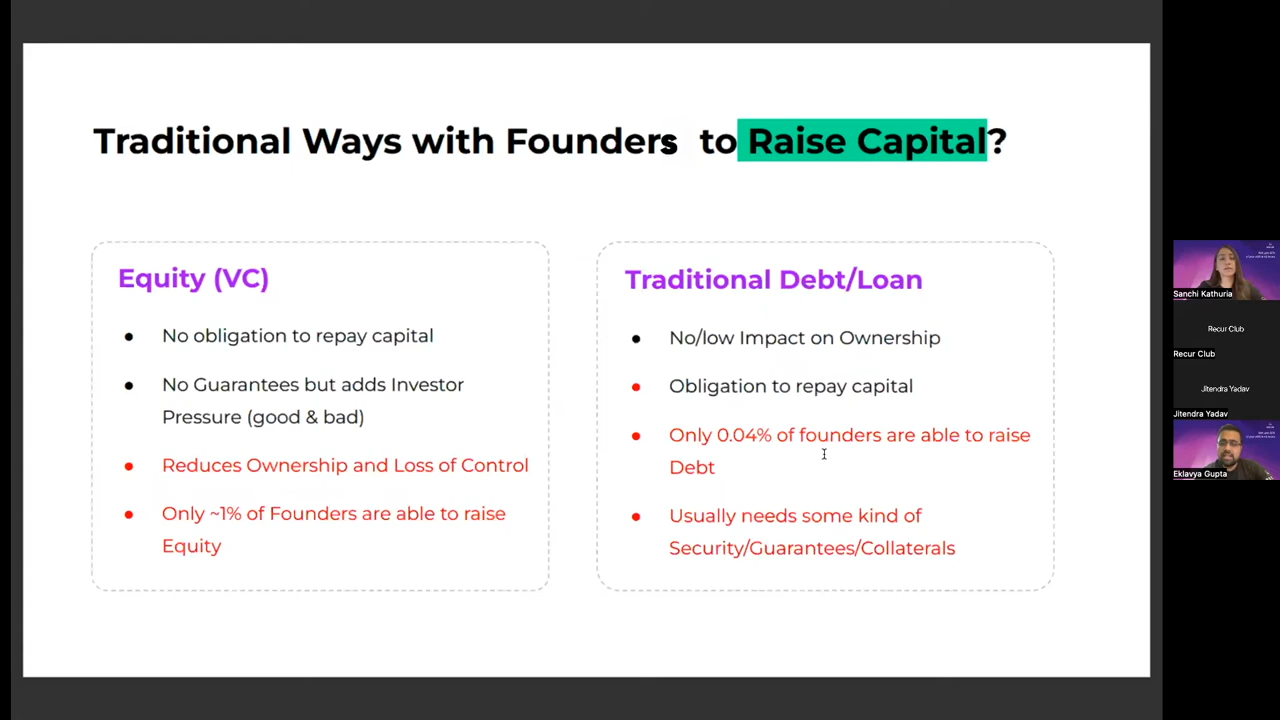 Traditional Ways with Founders to Raise Capital?
Equity (VC)
• No obligation to repay capital
• No Guarantees but adds Investor
Pressure (good & bad)
• Reduces Ownership and Loss of Control
• Only ~1% of Founders are able to raise
Equity
Traditional Debt/Loan
• No/low Impact on Ownership
• Obligation to repay capital
• Only 0.04% of founders are able to raise
Debt
• Usually needs some kind of
Security/Guarantees/Collaterals
Sanchi Kathuria
Recur Club
Recur Club
Jitendra Yadav
Jitendra Yadav
Eklavya Gupta